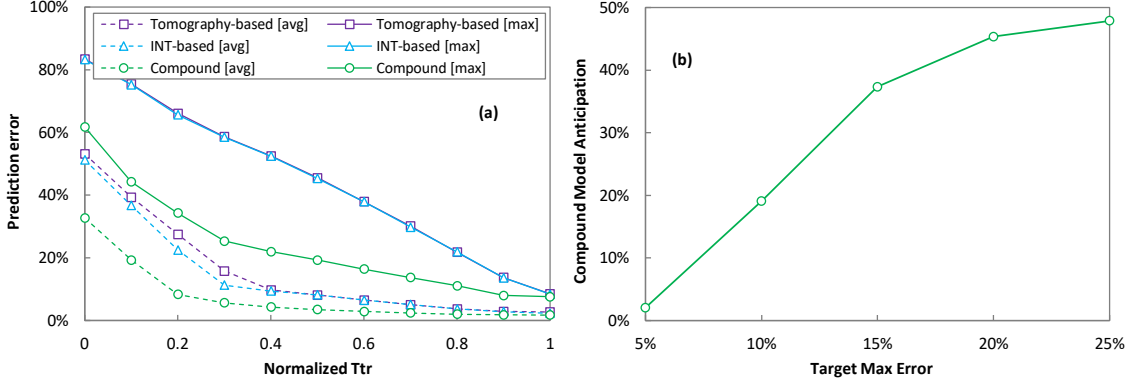 100%
80%
60%
40%
20%
0%
Prediction error
Tomography-based [avg]
Tomography-based [max]
INT-based [avg]
INT-based [max]
Compound [avg]
Compound [max]
(a)
0
0.2
0.4
0.6
0.8
1
Normalized Ttr
50%
40%
30%
20%
10%
0%
Compound Model Anticipation
(b)
5%
10%
15%
20%
25%
Target Max Error